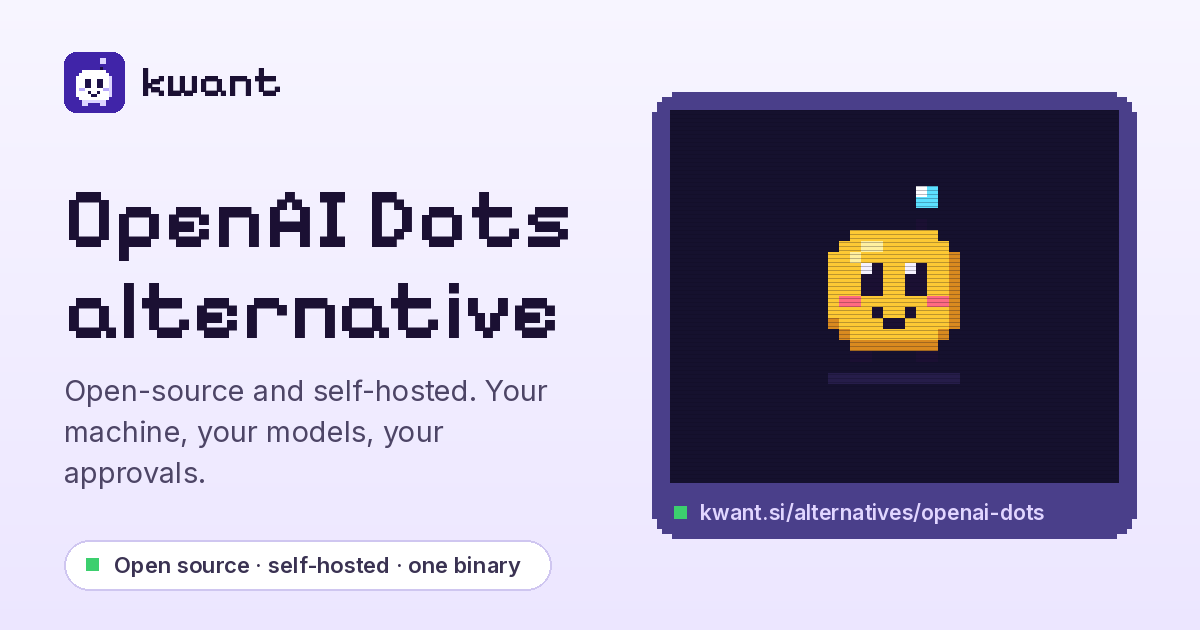 kwant
OpenAI Dots
alternative
Open-source and self-hosted. Your
machine, your models, your
approvals.
Open source · self-hosted · one binary
kwant.si/alternatives/openai-dots